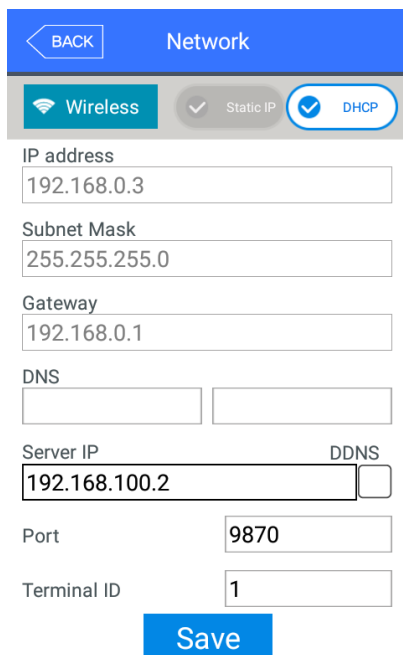 BACK Network
Wireless Static IP DHCP
IP address
192.168.0.3
Subnet Mask
255.255.255.0
Gateway
192.168.0.1
DNS
Server IP DDNS
192.168.100.2
Port 9870
Terminal ID 1
Save